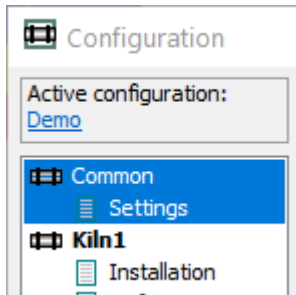 Configuration
Active configuration:
Demo
Common
Settings
Kiln1
Installation